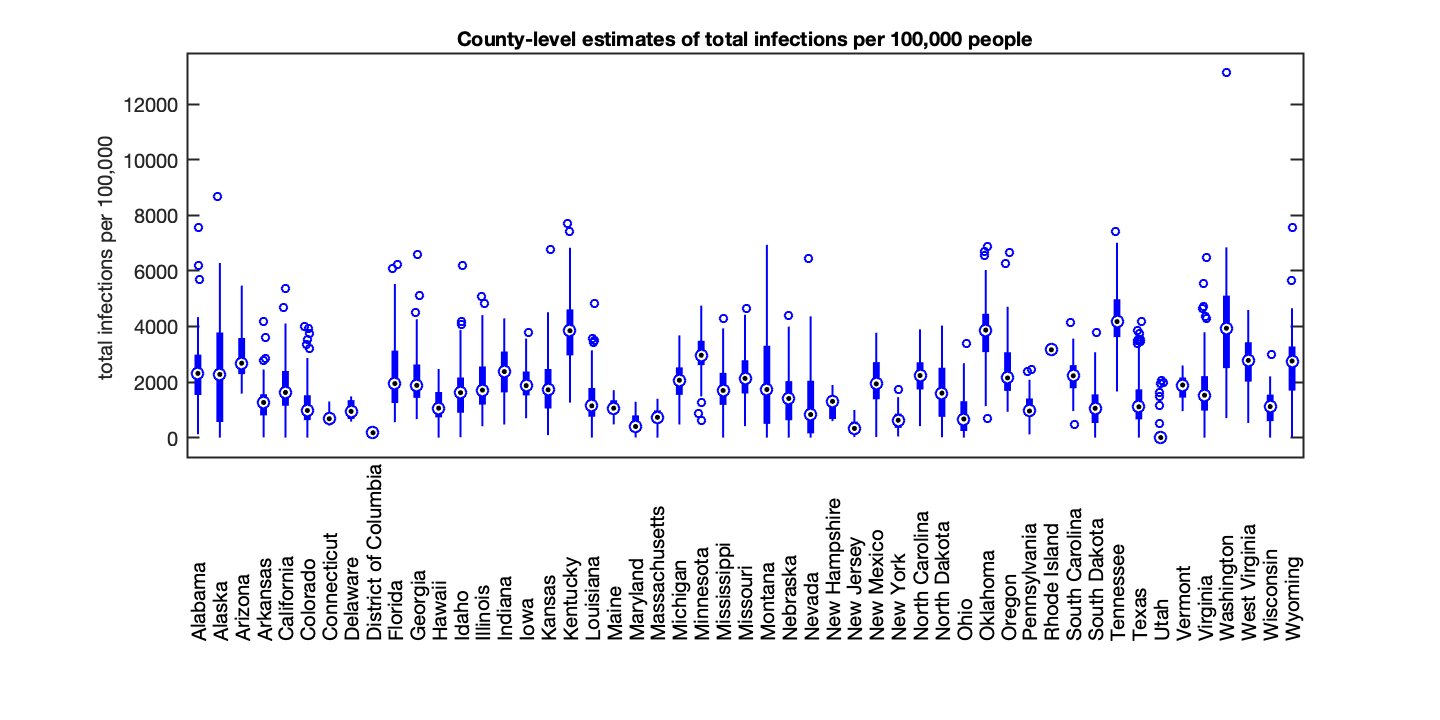 County-level estimates of total infections per 100,000 people
total infections per 100,000
12000
10000
8000
6000
4000
2000
0
Alabama
Alaska
Arizona
Arkansas
California
Colorado
Connecticut
Delaware
District of Columbia
Florida
Georgia
Hawaii
Idaho
Illinois
Indiana
Iowa
Kansas
Kentucky
Louisiana
Maine
Maryland
Massachusetts
Michigan
Minnesota
Mississippi
Missouri
Montana
Nebraska
Nevada
New Hampshire
New Jersey
New Mexico
New York
North Carolina
North Dakota
Ohio
Oklahoma
Oregon
Pennsylvania
Rhode Island
South Carolina
South Dakota
Tennessee
Texas
Utah
Vermont
Virginia
Washington
West Virginia
Wisconsin
Wyoming